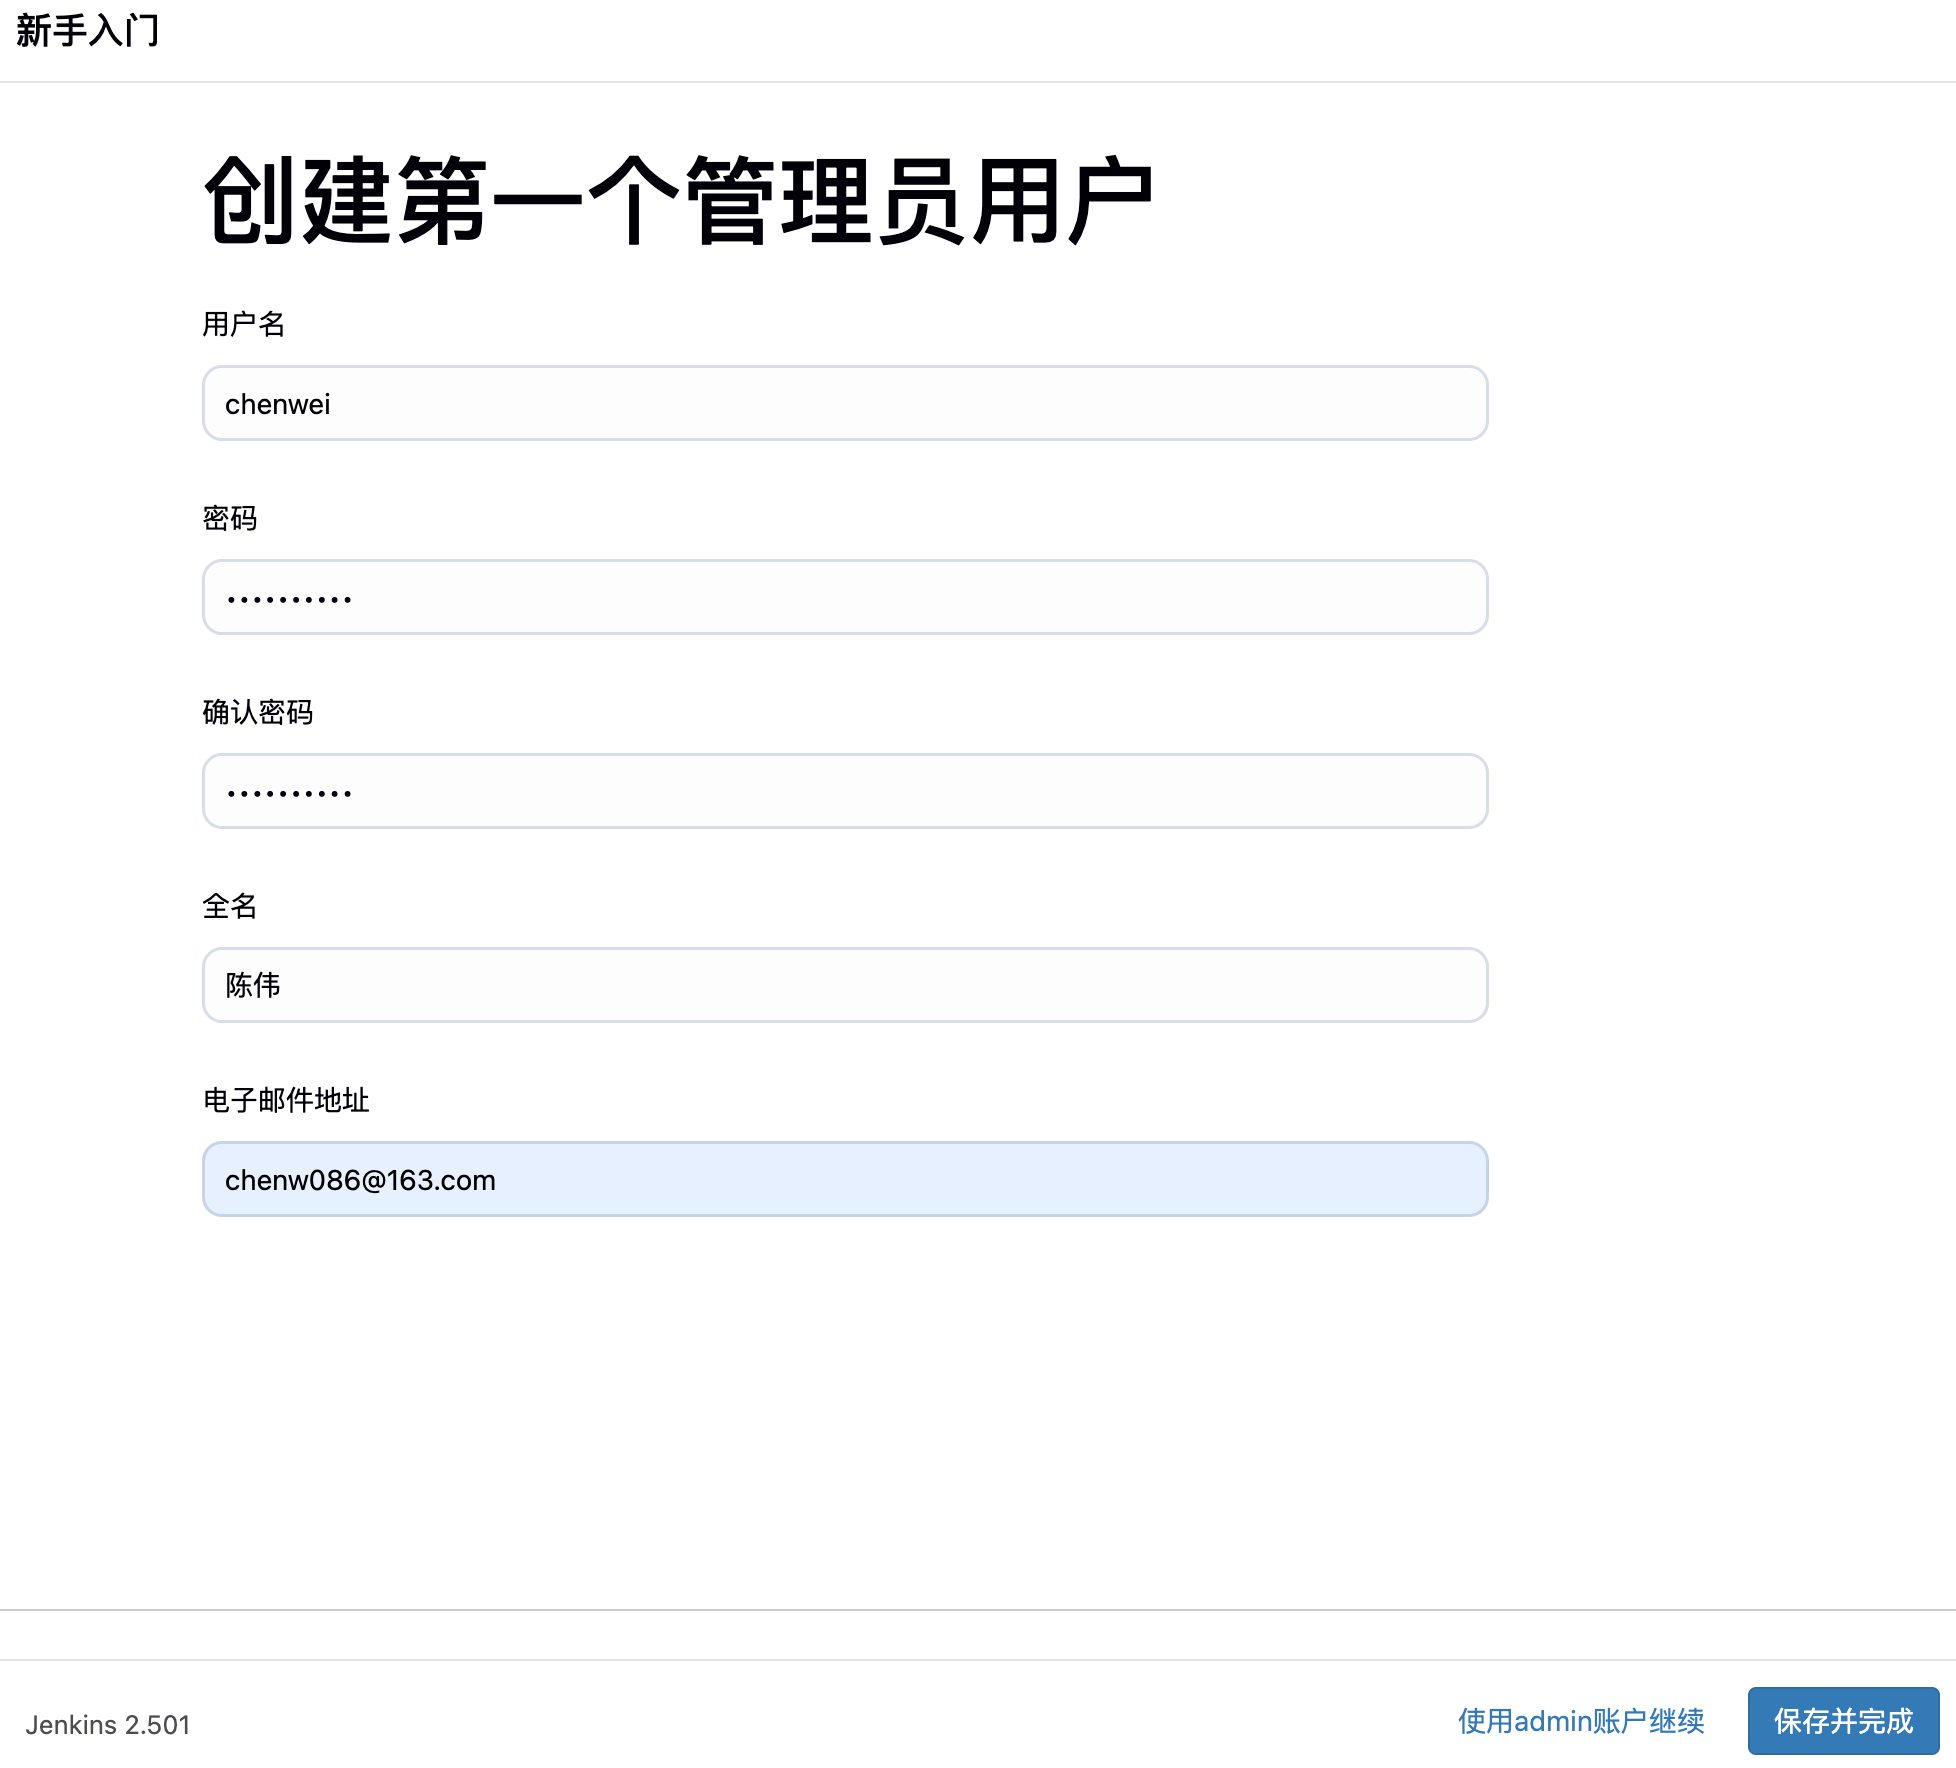 新手入门
创建第一个管理员用户
用户名
chenwei
密码
••••••••••
确认密码
••••••••••
全名
陈伟
电子邮件地址
chenw086@163.com
Jenkins 2.501
使用admin账户继续
保存并完成